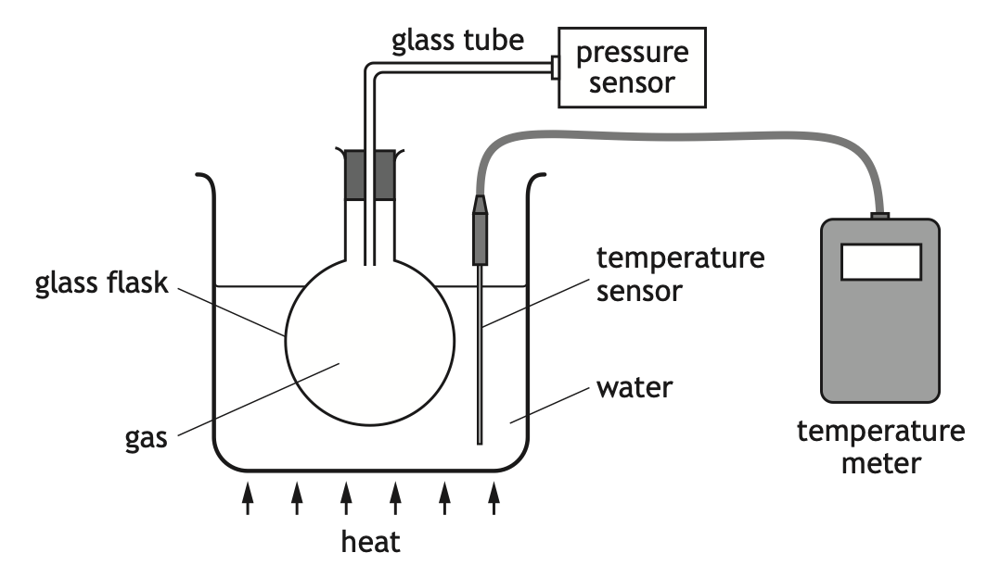 glass tube
pressure
sensor
glass flask
temperature
sensor
water
gas
temperature
meter
heat